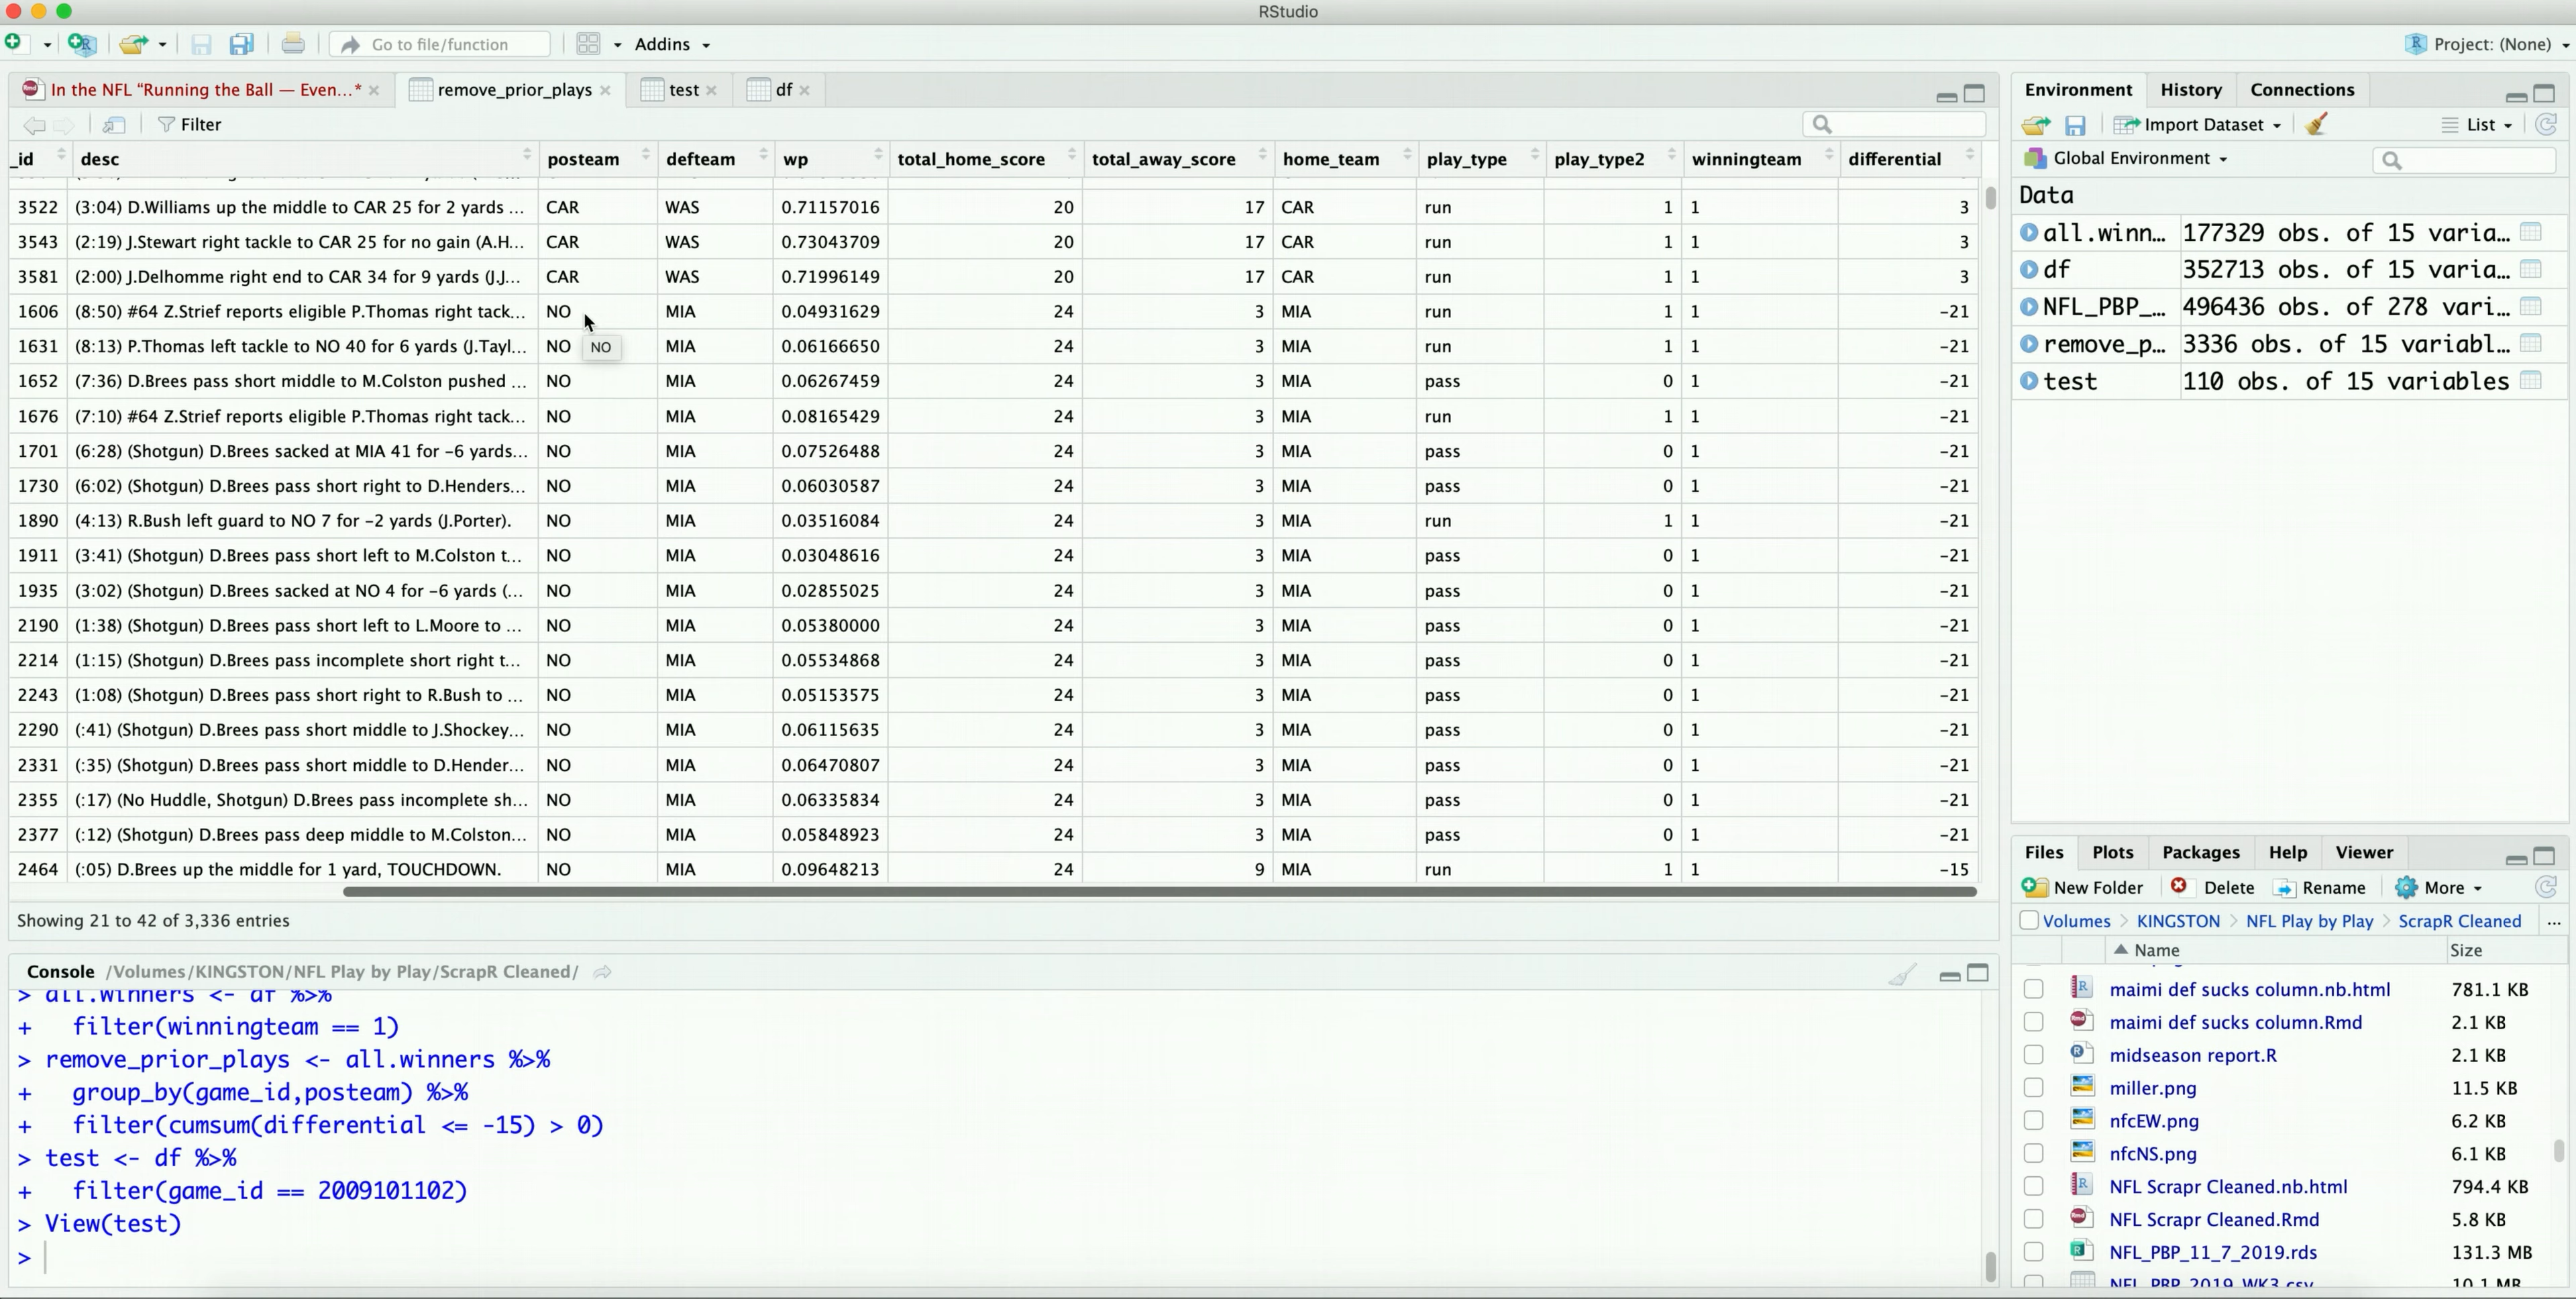 RStudio
Go to file/function Addins Project: (None)
In the NFL “Running the Ball — Even...* remove_prior_plays test df
Filter
_id desc posteam defteam wp total_home_score total_away_score home_team play_type play_type2 winningteam differential
3522 (3:04) D.Williams up the middle to CAR 25 for 2 yards ... CAR WAS 0.71157016 20 17 CAR run 1 1 3
3543 (2:19) J.Stewart right tackle to CAR 25 for no gain (A.H... CAR WAS 0.73043709 20 17 CAR run 1 1 3
3581 (2:00) J.Delhomme right end to CAR 34 for 9 yards (J.J... CAR WAS 0.71996149 20 17 CAR run 1 1 3
1606 (8:50) #64 Z.Strief reports eligible P.Thomas right tack... NO MIA 0.04931629 24 3 MIA run 1 1 -21
1631 (8:13) P.Thomas left tackle to NO 40 for 6 yards (J.Tayl... NO MIA 0.06166650 24 3 MIA run 1 1 -21
NO
1652 (7:36) D.Brees pass short middle to M.Colston pushed ... NO MIA 0.06267459 24 3 MIA pass 0 1 -21
1676 (7:10) #64 Z.Strief reports eligible P.Thomas right tack... NO MIA 0.08165429 24 3 MIA run 1 1 -21
1701 (6:28) (Shotgun) D.Brees sacked at MIA 41 for -6 yards... NO MIA 0.07526488 24 3 MIA pass 0 1 -21
1730 (6:02) (Shotgun) D.Brees pass short right to D.Henders... NO MIA 0.06030587 24 3 MIA pass 0 1 -21
1890 (4:13) R.Bush left guard to NO 7 for -2 yards (J.Porter). NO MIA 0.03516084 24 3 MIA run 1 1 -21
1911 (3:41) (Shotgun) D.Brees pass short left to M.Colston t... NO MIA 0.03048616 24 3 MIA pass 0 1 -21
1935 (3:02) (Shotgun) D.Brees sacked at NO 4 for -6 yards (... NO MIA 0.02855025 24 3 MIA pass 0 1 -21
2190 (1:38) (Shotgun) D.Brees pass short left to L.Moore to ... NO MIA 0.05380000 24 3 MIA pass 0 1 -21
2214 (1:15) (Shotgun) D.Brees pass incomplete short right t... NO MIA 0.05534868 24 3 MIA pass 0 1 -21
2243 (1:08) (Shotgun) D.Brees pass short right to R.Bush to ... NO MIA 0.05153575 24 3 MIA pass 0 1 -21
2290 (:41) (Shotgun) D.Brees pass short middle to J.Shockey... NO MIA 0.06115635 24 3 MIA pass 0 1 -21
2331 (:35) (Shotgun) D.Brees pass short middle to D.Hender... NO MIA 0.06470807 24 3 MIA pass 0 1 -21
2355 (:17) (No Huddle, Shotgun) D.Brees pass incomplete sh... NO MIA 0.06335834 24 3 MIA pass 0 1 -21
2377 (:12) (Shotgun) D.Brees pass deep middle to M.Colston... NO MIA 0.05848923 24 3 MIA pass 0 1 -21
2464 (:05) D.Brees up the middle for 1 yard, TOUCHDOWN. NO MIA 0.09648213 24 9 MIA run 1 1 -15
Showing 21 to 42 of 3,336 entries
Console /Volumes/KINGSTON/NFL Play by Play/ScrapR Cleaned/
> all.winners <- df %>%
+ filter(winningteam == 1)
> remove_prior_plays <- all.winners %>%
+ group_by(game_id,posteam) %>%
+ filter(cumsum(differential <= -15) > 0)
> test <- df %>%
+ filter(game_id == 2009101102)
> View(test)
>
Environment History Connections
Import Dataset List
Global Environment
Data
all.winn... 177329 obs. of 15 varia...
df 352713 obs. of 15 varia...
NFL_PBP_... 496436 obs. of 278 vari...
remove_p... 3336 obs. of 15 variabl...
test 110 obs. of 15 variables
Files Plots Packages Help Viewer
New Folder Delete Rename More
Volumes > KINGSTON > NFL Play by Play > ScrapR Cleaned ...
Name Size
maimi def sucks column.nb.html 781.1 KB
maimi def sucks column.Rmd 2.1 KB
midseason report.R 2.1 KB
miller.png 11.5 KB
nfcEW.png 6.2 KB
nfcNS.png 6.1 KB
NFL Scrapr Cleaned.nb.html 794.4 KB
NFL Scrapr Cleaned.Rmd 5.8 KB
NFL_PBP_11_7_2019.rds 131.3 MB
NFL_PBP_2019_WK3.csv 10.1 MB